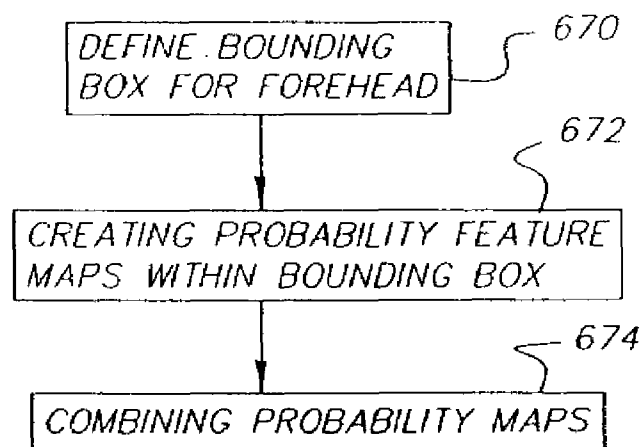 DEFINE BOUNDING
BOX FOR FOREHEAD
670
672
CREATING PROBABILITY FEATURE
MAPS WITHIN BOUNDING BOX
674
COMBINING PROBABILITY MAPS